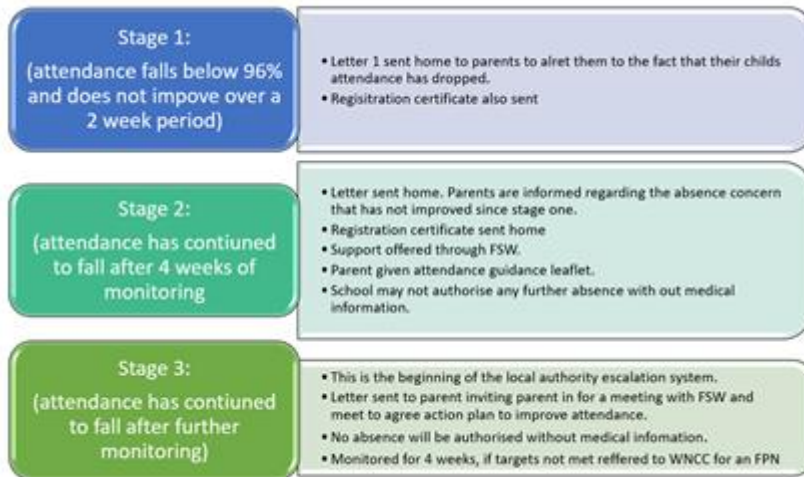 Stage 1:
(attendance falls below 96%
and does not impove over a
2 week period)
• Letter 1 sent home to parents to alret them to the fact that their childs
attendance has dropped.
• Regisitration certificate also sent
Stage 2:
(attendance has contiuned
to fall after 4 weeks of
monitoring
• Letter sent home. Parents are informed regarding the absence concern
that has not improved since stage one.
• Registration certificate sent home
• Support offered through FSW.
• Parent given attendance guidance leaflet.
• School may not authorise any further absence with out medical
information.
Stage 3:
(attendance has contiuned
to fall after further
monitoring)
• This is the beginning of the local authority escalation system.
• Letter sent to parent inviting parent in for a meeting with FSW and
meet to agree action plan to improve attendance.
• No absence will be authorised without medical infomation.
• Monitored for 4 weeks, if targets not met reffered to WNCC for an FPN